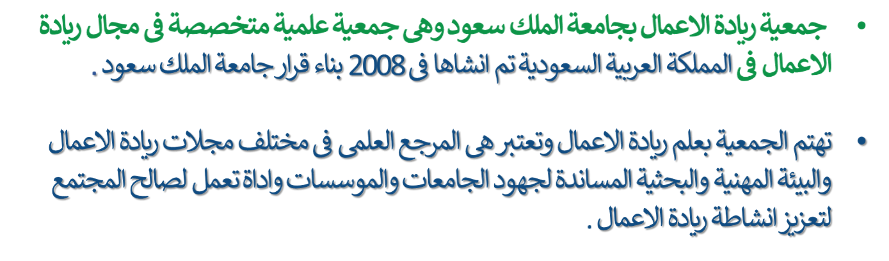 • جمعية ريادة الاعمال بجامعة الملك سعود وهى جمعية علمية متخصصة فى مجال ريادة
الاعمال فى المملكة العربية السعودية تم انشاها فى 2008 بناء قرار جامعة الملك سعود .
• تهتم الجمعية بعلم ريادة الاعمال وتعتبر هى المرجع العلمى فى مختلف مجلات ريادة الاعمال
والبيئة المهنية والبحثية المساندة لجهود الجامعات والموسسات واداة تعمل لصالح المجتمع
لتعزيز انشاطة ريادة الاعمال .